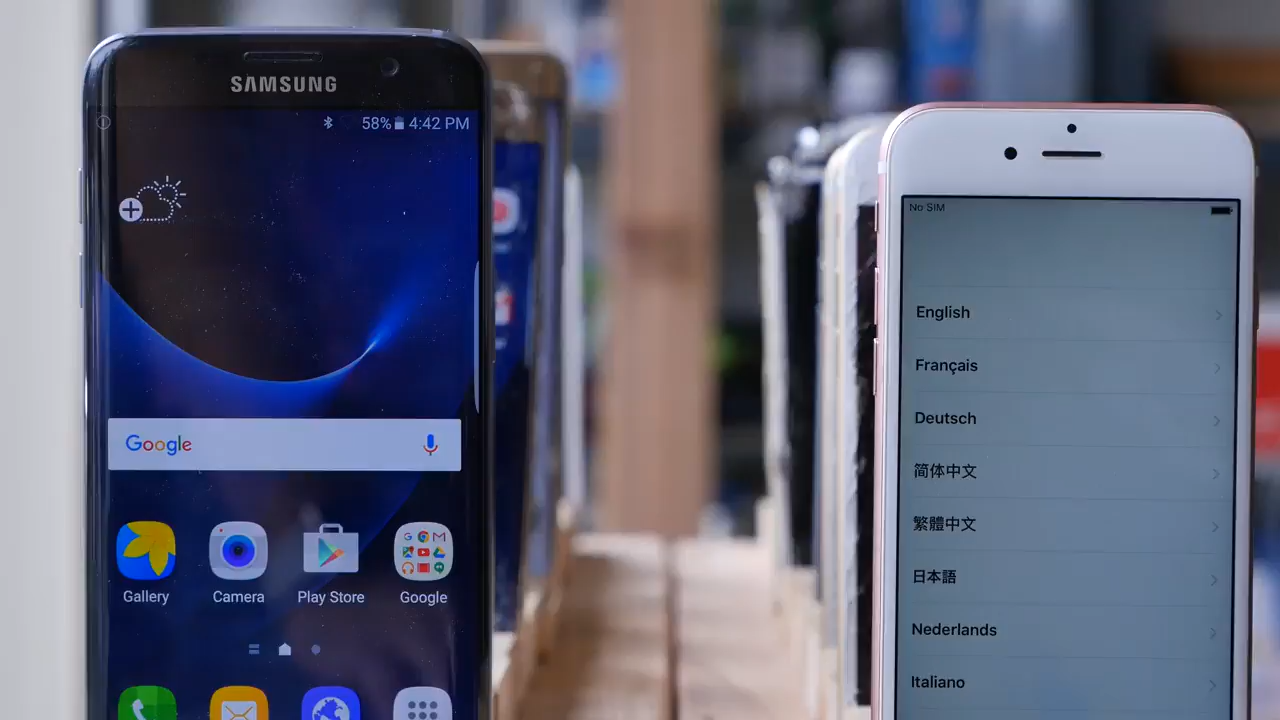 SAMSUNG
58% 4:42 PM
Google
Gallery
Camera
Play Store
Google
No SIM
English
Français
Deutsch
简体中文
繁體中文
日本語
Nederlands
Italiano